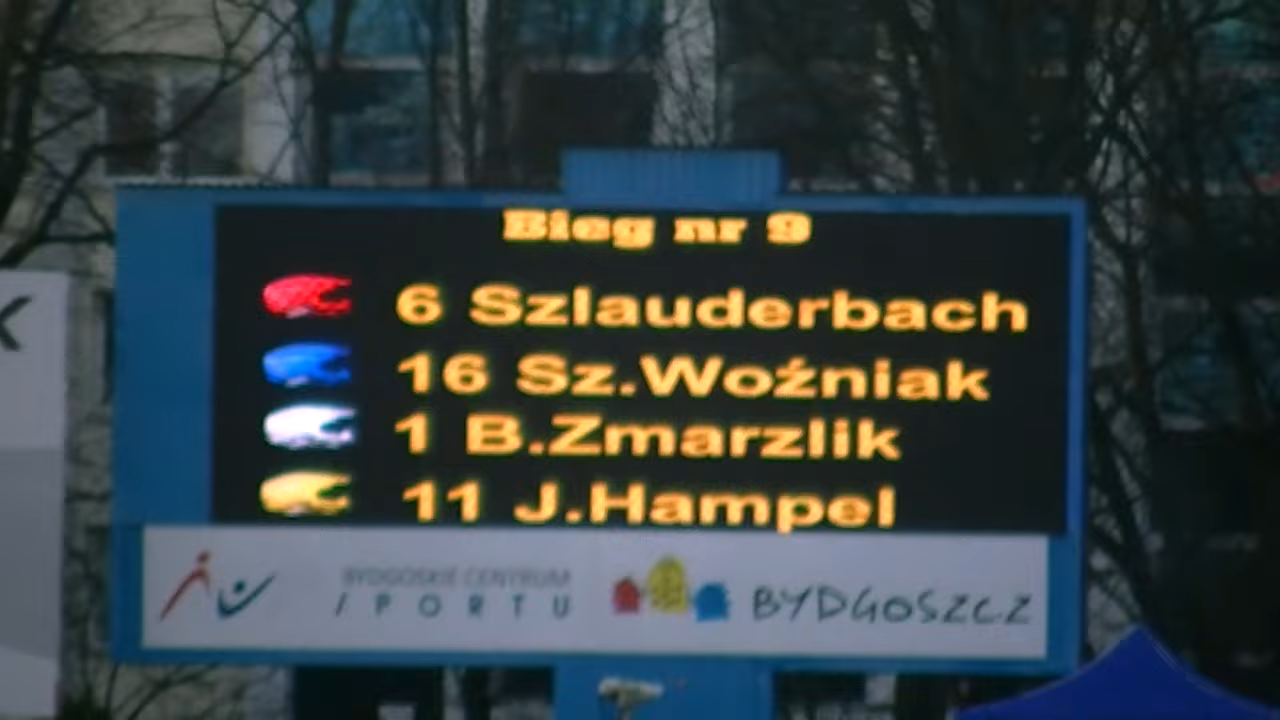 Bieg nr 9
6 Szlauderbach
16 Sz.Woźniak
1 B.Zmarzlik
11 J.Hampel
BYDGOSKIE CENTRUM
SPORTU
BYDGOSZCZ
K